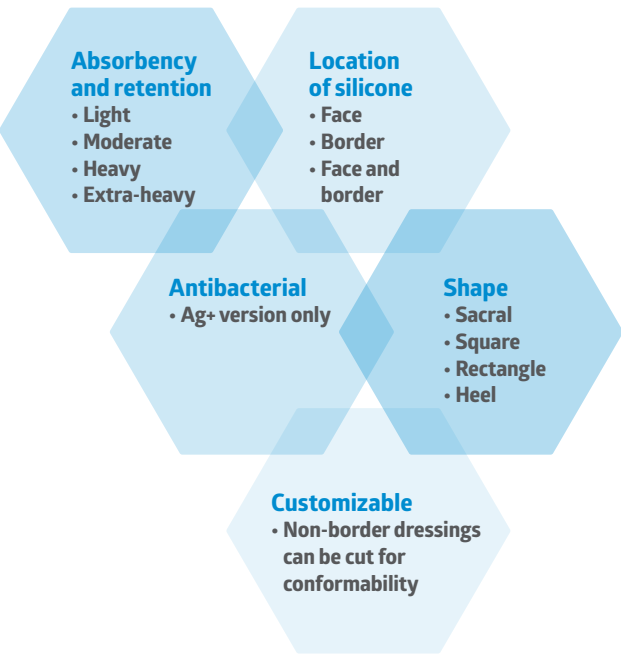 Absorbency
and retention
• Light
• Moderate
• Heavy
• Extra-heavy
Location
of silicone
• Face
• Border
• Face and
border
Antibacterial
• Ag+ version only
Shape
• Sacral
• Square
• Rectangle
• Heel
Customizable
• Non-border dressings
can be cut for
conformability